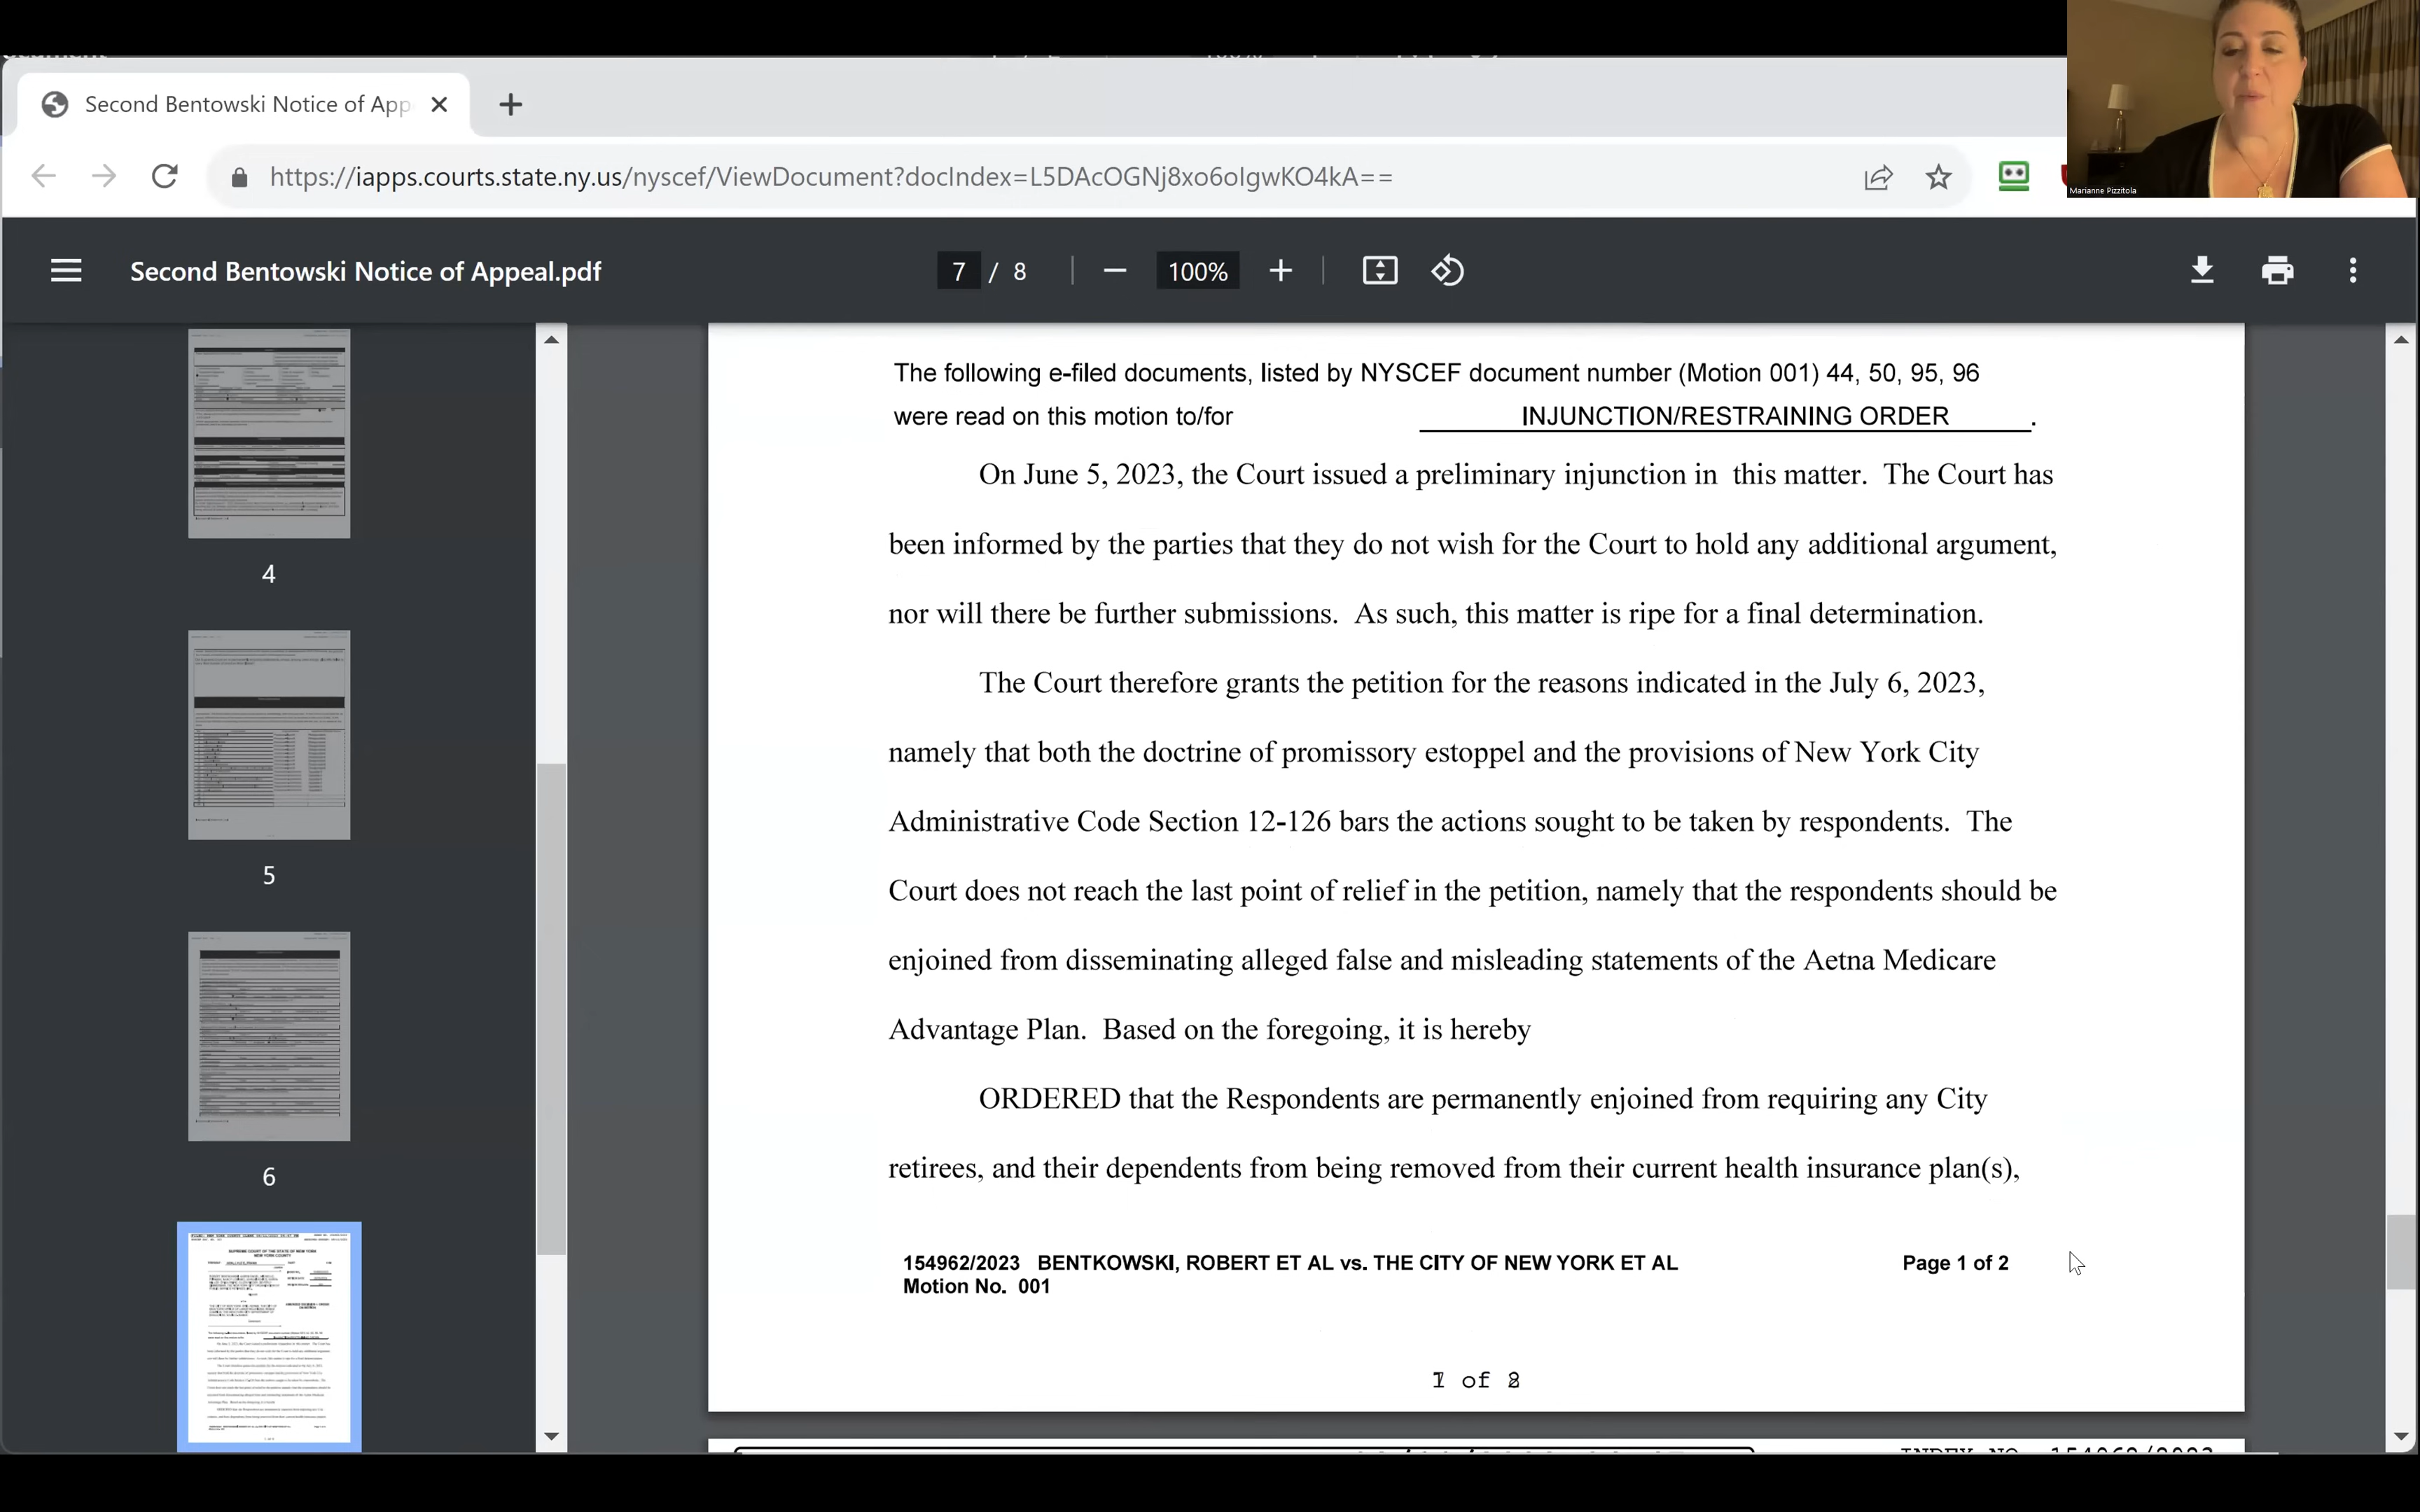 Second Bentowski Notice of App
https://iapps.courts.state.ny.us/nyscef/ViewDocument?docIndex=L5DAcOGNj8xo6oIgwKO4kA==
Marianne Pizzitola
Second Bentowski Notice of Appeal.pdf
7 / 8
100%
4
5
6
The following e-filed documents, listed by NYSCEF document number (Motion 001) 44, 50, 95, 96
were read on this motion to/for INJUNCTION/RESTRAINING ORDER.
On June 5, 2023, the Court issued a preliminary injunction in this matter. The Court has
been informed by the parties that they do not wish for the Court to hold any additional argument,
nor will there be further submissions. As such, this matter is ripe for a final determination.
The Court therefore grants the petition for the reasons indicated in the July 6, 2023,
namely that both the doctrine of promissory estoppel and the provisions of New York City
Administrative Code Section 12-126 bars the actions sought to be taken by respondents. The
Court does not reach the last point of relief in the petition, namely that the respondents should be
enjoined from disseminating alleged false and misleading statements of the Aetna Medicare
Advantage Plan. Based on the foregoing, it is hereby
ORDERED that the Respondents are permanently enjoined from requiring any City
retirees, and their dependents from being removed from their current health insurance plan(s),
154962/2023 BENTKOWSKI, ROBERT ET AL vs. THE CITY OF NEW YORK ET AL
Motion No. 001
Page 1 of 2
of